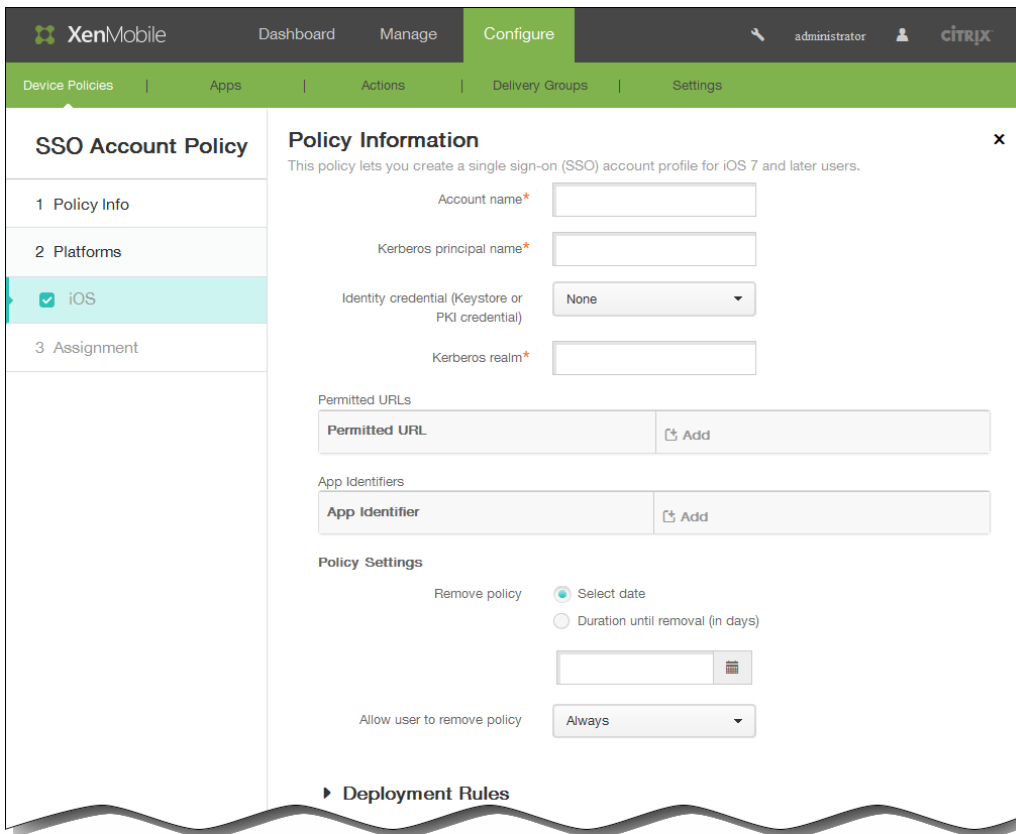 XenMobile Dashboard Manage Configure administrator CİTRIX
Device Policies | Apps | Actions | Delivery Groups | Settings
SSO Account Policy
1 Policy Info
2 Platforms
iOS
3 Assignment
Policy Information
This policy lets you create a single sign-on (SSO) account profile for iOS 7 and later users.
Account name*
Kerberos principal name*
Identity credential (Keystore or
PKI credential)
None
Kerberos realm*
Permitted URLs
Permitted URL Add
App Identifiers
App Identifier Add
Policy Settings
Remove policy Select date
Duration until removal (in days)
Allow user to remove policy Always
Deployment Rules